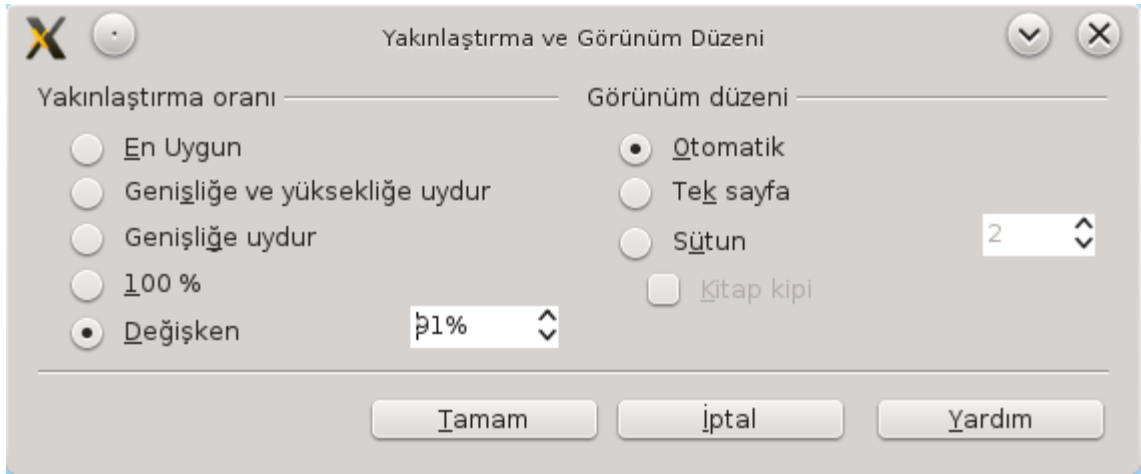 Yakınlaştırma ve Görünüm Düzeni
Yakınlaştırma oranı
En Uygun
Genişliğe ve yüksekliğe uydur
Genişliğe uydur
100 %
Değişken
91%
Görünüm düzeni
Otomatik
Tek sayfa
Sütun
2
Kitap kipi
Tamam
İptal
Yardım